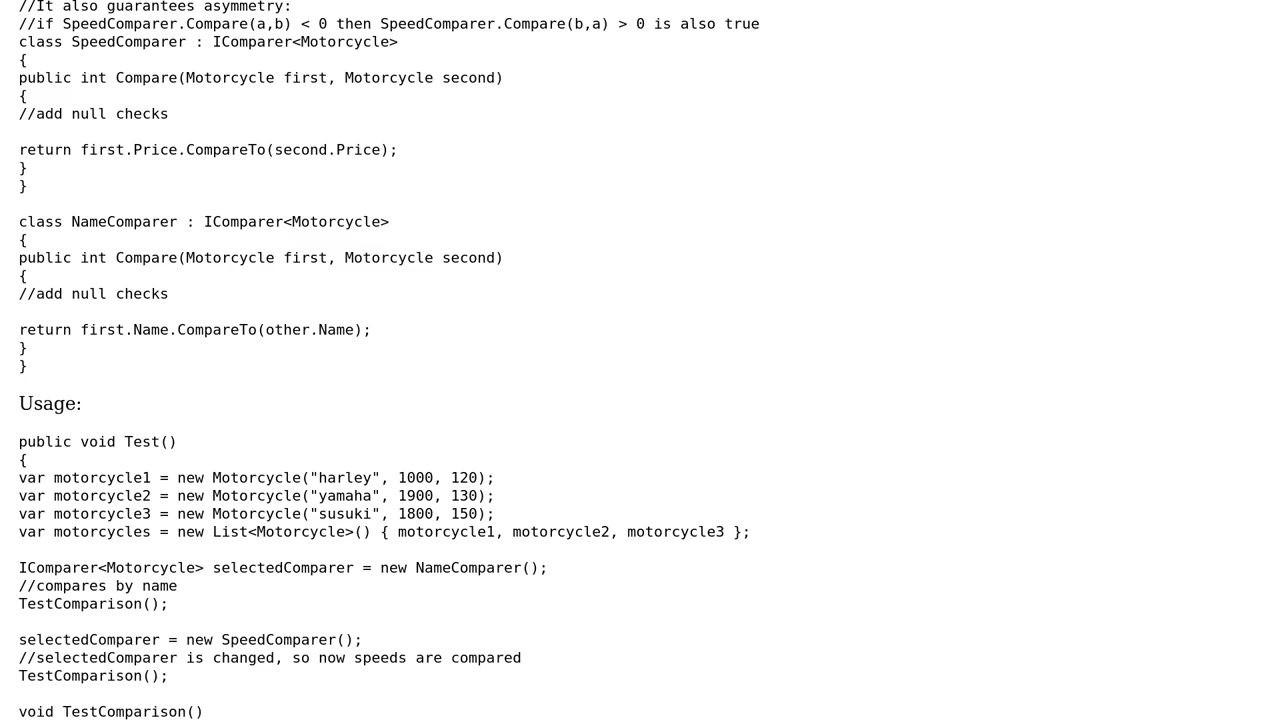 //It also guarantees asymmetry:
//if SpeedComparer.Compare(a,b) < 0 then SpeedComparer.Compare(b,a) > 0 is also true
class SpeedComparer : IComparer<Motorcycle>
{
public int Compare(Motorcycle first, Motorcycle second)
{
//add null checks

return first.Price.CompareTo(second.Price);
}
}

class NameComparer : IComparer<Motorcycle>
{
public int Compare(Motorcycle first, Motorcycle second)
{
//add null checks

return first.Name.CompareTo(other.Name);
}
}

Usage:

public void Test()
{
var motorcycle1 = new Motorcycle("harley", 1000, 120);
var motorcycle2 = new Motorcycle("yamaha", 1900, 130);
var motorcycle3 = new Motorcycle("susuki", 1800, 150);
var motorcycles = new List<Motorcycle>() { motorcycle1, motorcycle2, motorcycle3 };

IComparer<Motorcycle> selectedComparer = new NameComparer();
//compares by name
TestComparison();

selectedComparer = new SpeedComparer();
//selectedComparer is changed, so now speeds are compared
TestComparison();

void TestComparison()